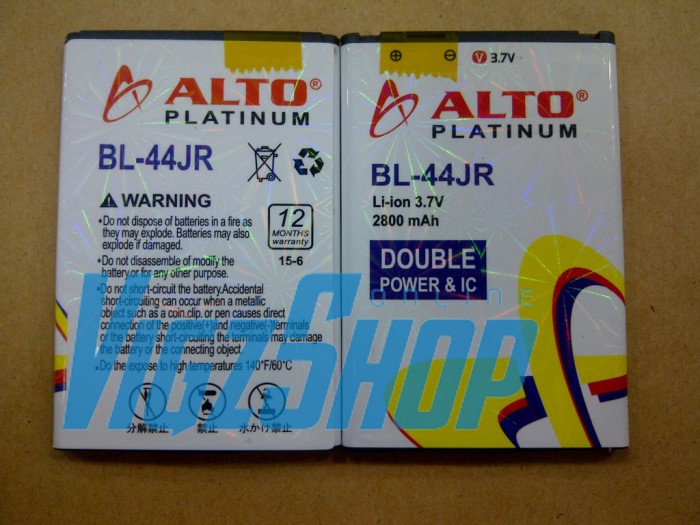 ALTO®
PLATINUM
BL-44JR
WARNING
•Do not dispose of batteries in a fire as
they may explode. Batteries may also
explode if damaged.
•Do not disassemble of modify the
battery.or for any other purpose.
•Do not short-circuit the battery.Accidental
short-circuiting can occur when a metallic
object such as a coin.clip. or pen causes direct
connection of the positive(+)and negative(-)terminals
or the terminals may damage
the battery or the connecting object.
•Do the expose to high temperatures 140°F/60°C
12
MONTHS
warranty
15-6
分解禁止
禁止
水かけ禁止
+ − V 3.7V
ALTO®
PLATINUM
BL-44JR
Li-ion 3.7V
2800 mAh
DOUBLE
POWER & IC
ONLINE
SHOP